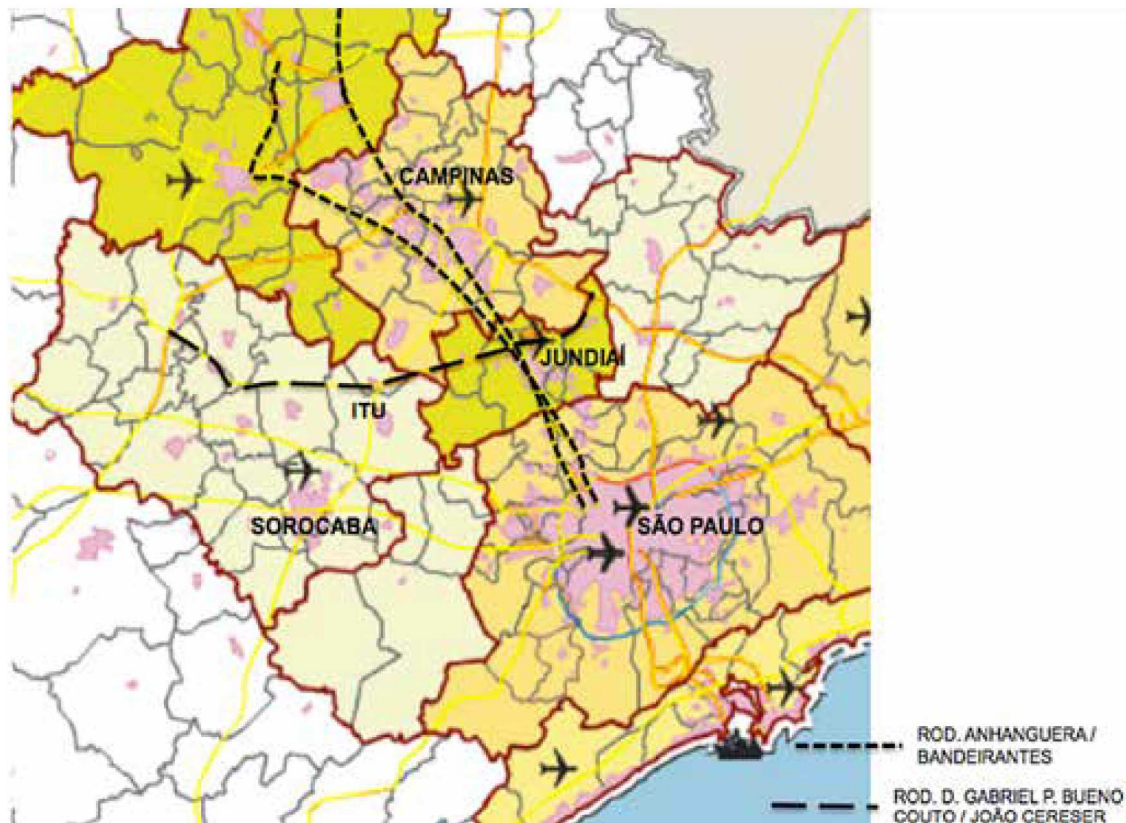 CAMPINAS
JUNDIAÍ
ITU
SOROCABA
SÃO PAULO
ROD. ANHANGUERA /
BANDEIRANTES
ROD. D. GABRIEL P. BUENO
COUTO / JOÃO CERESER